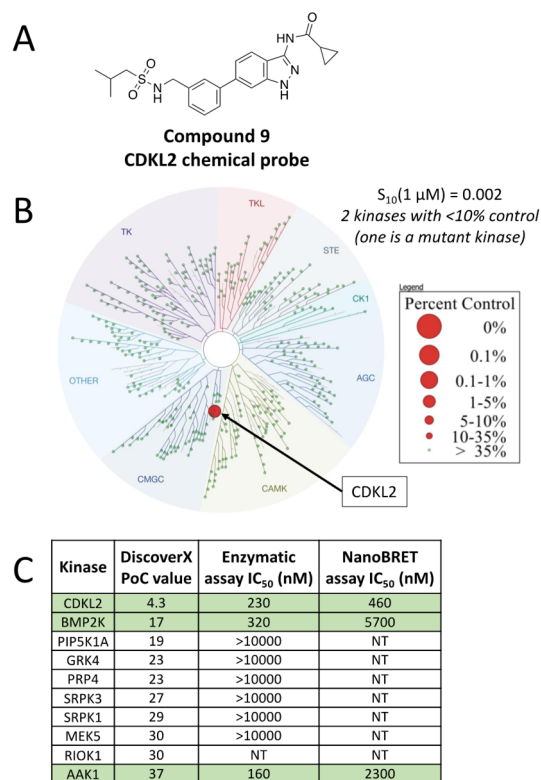 A
HN
O
N
NH
O
S
O
N
H
Compound 9
CDKL2 chemical probe
B
S10(1 µM) = 0.002
2 kinases with <10% control
(one is a mutant kinase)
TK
TKL
STE
CK1
AGC
CAMK
CMGC
OTHER
Legend
Percent Control
0%
0.1%
0.1-1%
1-5%
5-10%
10-35%
> 35%
CDKL2
C
Kinase DiscoverX PoC value Enzymatic assay IC50 (nM) NanoBRET assay IC50 (nM)
CDKL2 4.3 230 460
BMP2K 17 320 5700
PIP5K1A 19 >10000 NT
GRK4 23 >10000 NT
PRP4 23 >10000 NT
SRPK3 27 >10000 NT
SRPK1 29 >10000 NT
MEK5 30 >10000 NT
RIOK1 30 NT NT
AAK1 37 160 2300